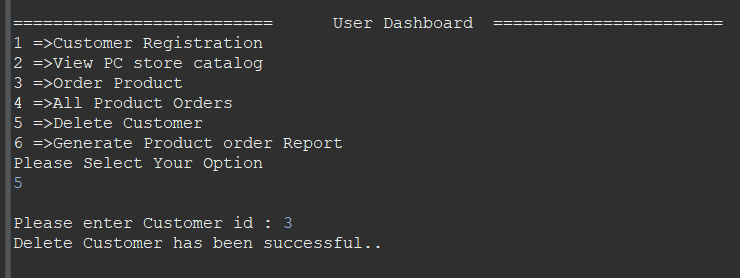 ==========================      User Dashboard  =======================
1 =>Customer Registration
2 =>View PC store catalog
3 =>Order Product
4 =>All Product Orders
5 =>Delete Customer
6 =>Generate Product order Report
Please Select Your Option
5
Please enter Customer id : 3
Delete Customer has been successful..